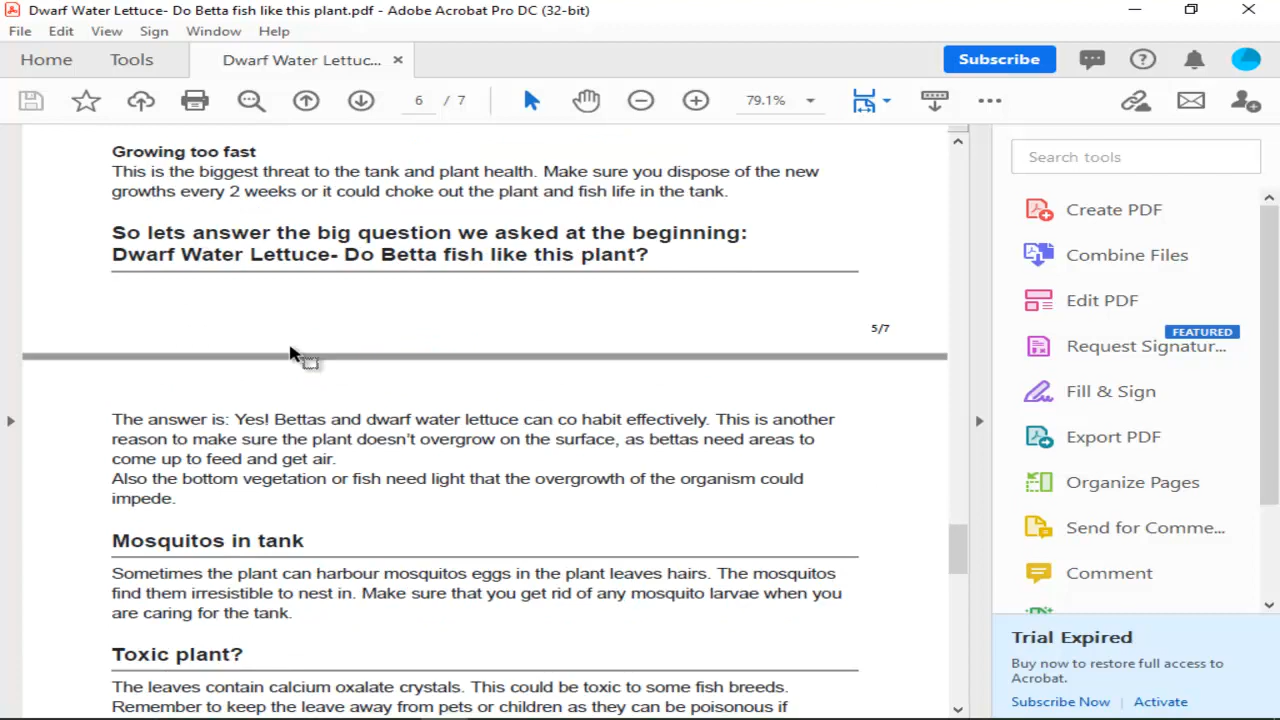 Dwarf Water Lettuce- Do Betta fish like this plant.pdf - Adobe Acrobat Pro DC (32-bit)
File Edit View Sign Window Help
Home Tools Dwarf Water Lettuc... × Subscribe
6 / 7 79.1%
Growing too fast
This is the biggest threat to the tank and plant health. Make sure you dispose of the new
growths every 2 weeks or it could choke out the plant and fish life in the tank.
So lets answer the big question we asked at the beginning:
Dwarf Water Lettuce- Do Betta fish like this plant?
5/7
The answer is: Yes! Bettas and dwarf water lettuce can co habit effectively. This is another
reason to make sure the plant doesn’t overgrow on the surface, as bettas need areas to
come up to feed and get air.
Also the bottom vegetation or fish need light that the overgrowth of the organism could
impede.
Mosquitos in tank
Sometimes the plant can harbour mosquitos eggs in the plant leaves hairs. The mosquitos
find them irresistible to nest in. Make sure that you get rid of any mosquito larvae when you
are caring for the tank.
Toxic plant?
The leaves contain calcium oxalate crystals. This could be toxic to some fish breeds.
Remember to keep the leave away from pets or children as they can be poisonous if
Search tools
Create PDF
Combine Files
Edit PDF
FEATURED
Request Signatur...
Fill & Sign
Export PDF
Organize Pages
Send for Comme...
Comment
Trial Expired
Buy now to restore full access to
Acrobat.
Subscribe Now | Activate